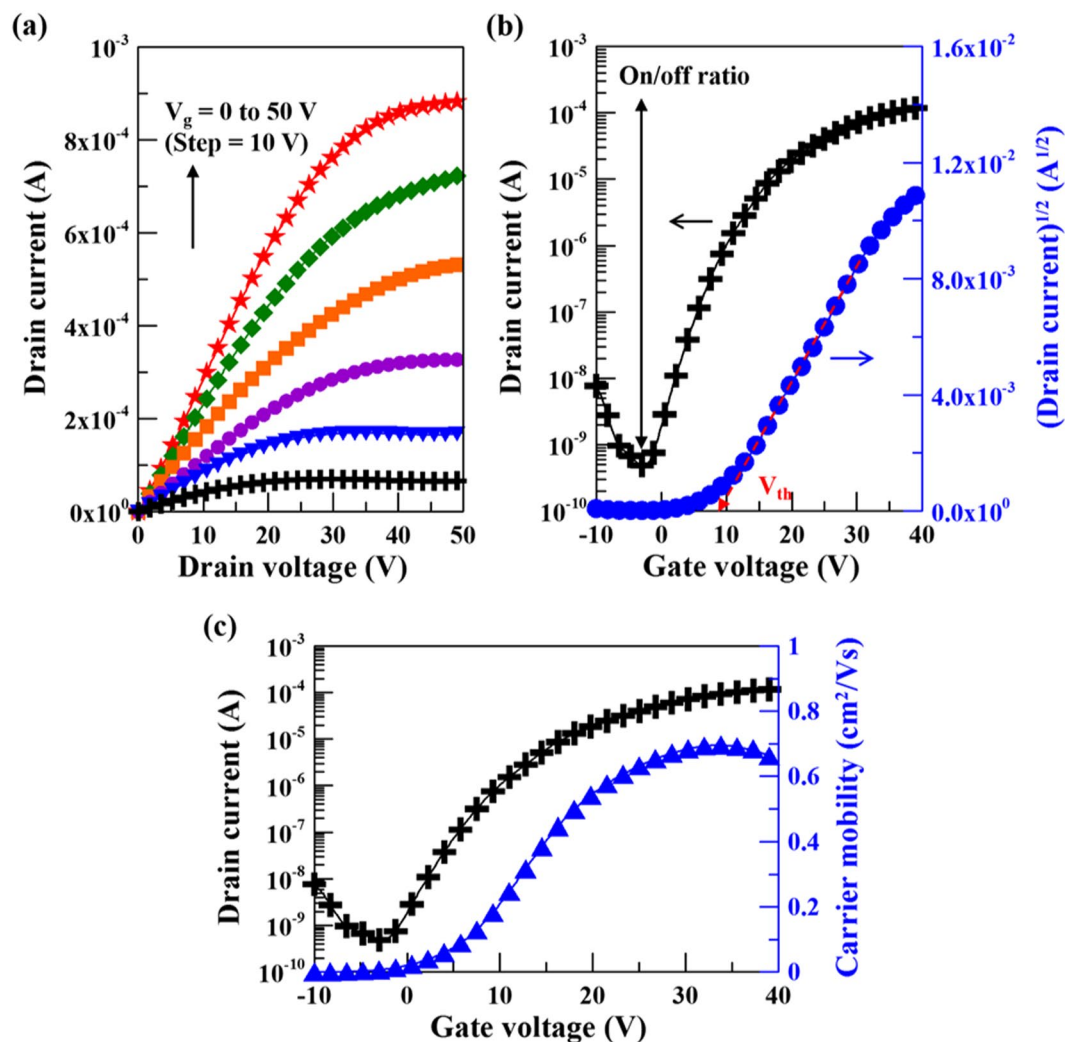 (a)
10⁻³
8x10⁻⁴
6x10⁻⁴
4x10⁻⁴
2x10⁻⁴
0x10⁰
Drain current (A)
V_g = 0 to 50 V
(Step = 10 V)
0 10 20 30 40 50
Drain voltage (V)
(b)
10⁻³
10⁻⁴
10⁻⁵
10⁻⁶
10⁻⁷
10⁻⁸
10⁻⁹
10⁻¹⁰
Drain current (A)
On/off ratio
V_th
1.6x10⁻²
1.2x10⁻²
8.0x10⁻³
4.0x10⁻³
0.0x10⁰
(Drain current)^1/2 (A^1/2)
-10 0 10 20 30 40
Gate voltage (V)
(c)
10⁻³
10⁻⁴
10⁻⁵
10⁻⁶
10⁻⁷
10⁻⁸
10⁻⁹
10⁻¹⁰
Drain current (A)
1
0.8
0.6
0.4
0.2
0
Carrier mobility (cm²/Vs)
-10 0 10 20 30 40
Gate voltage (V)